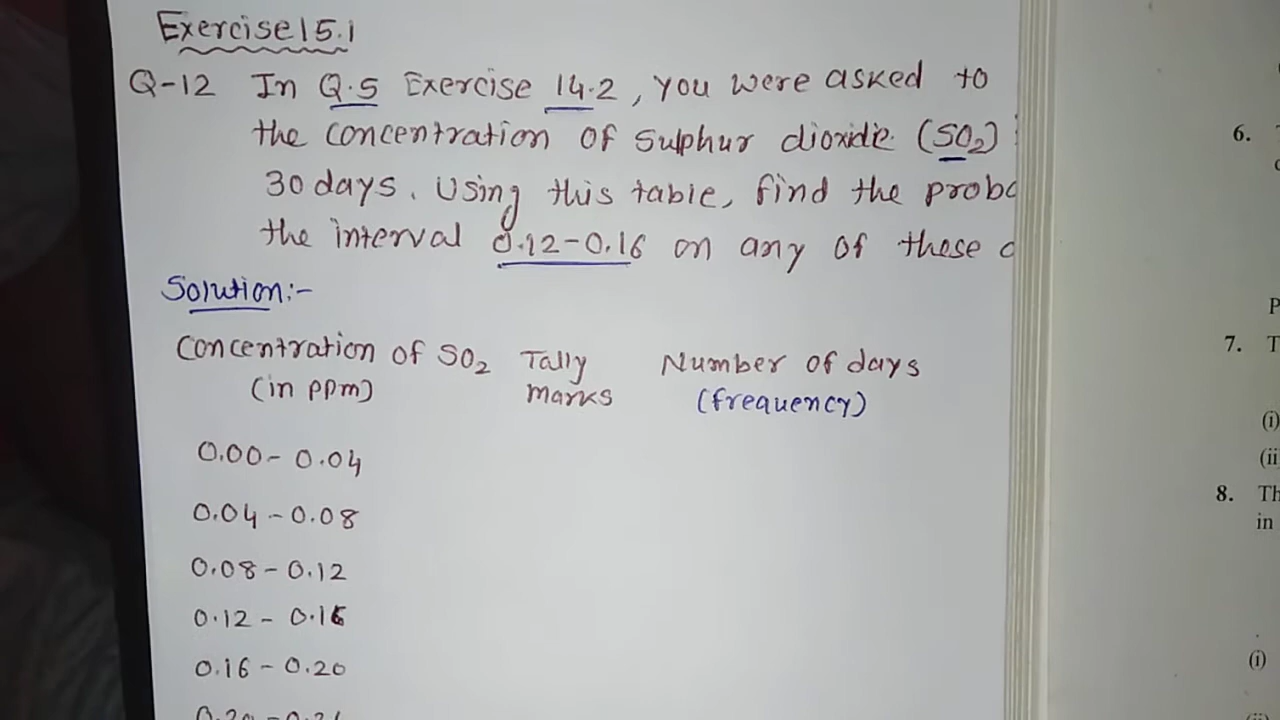 Exercise 15.1
Q-12 In Q.5 Exercise 14.2, you were asked to
the concentration of sulphur dioxide (SO₂)
30 days. Using this table, find the
the interval 0.12-0.16 on any of these
Solution:-
Concentration of SO₂ Tally Number of days
(in ppm) marks (frequency)
0.00 - 0.04
0.04 - 0.08
0.08 - 0.12
0.12 - 0.16
0.16 - 0.20
6.
7.
(i)
8. Th
in
(i)